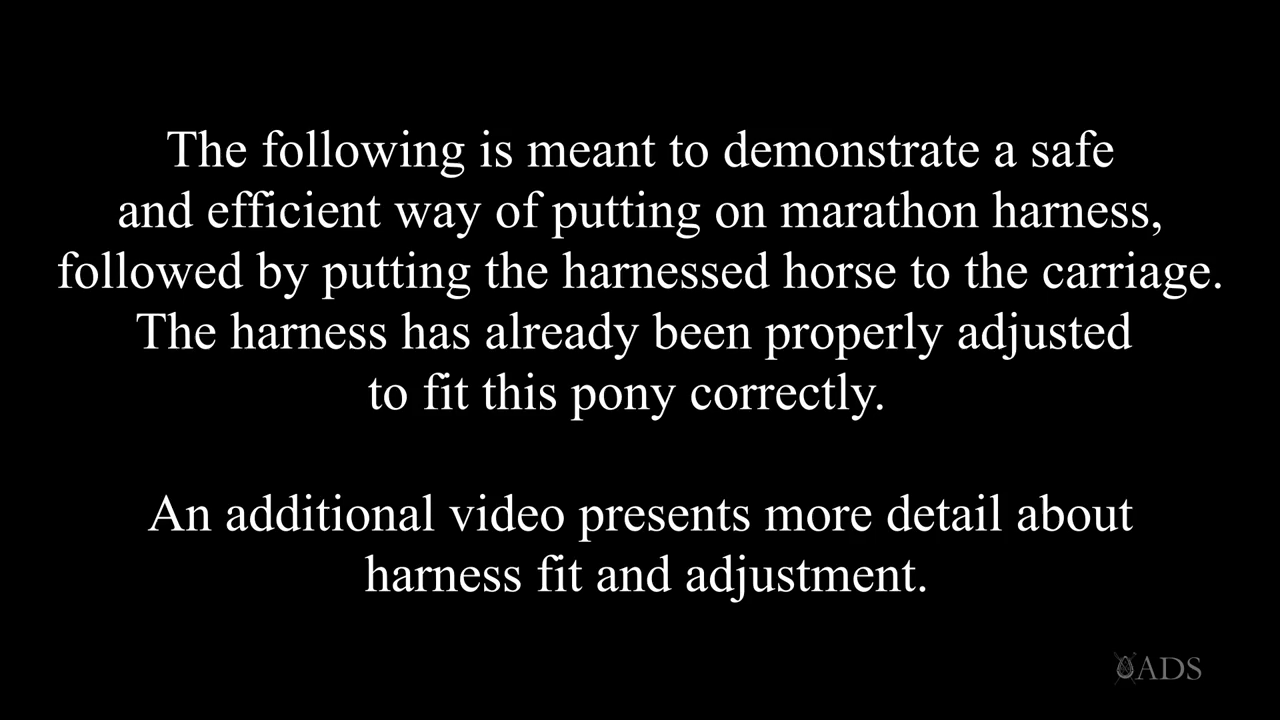 The following is meant to demonstrate a safe
and efficient way of putting on marathon harness,
followed by putting the harnessed horse to the carriage.
The harness has already been properly adjusted
to fit this pony correctly.
An additional video presents more detail about
harness fit and adjustment.
ADS